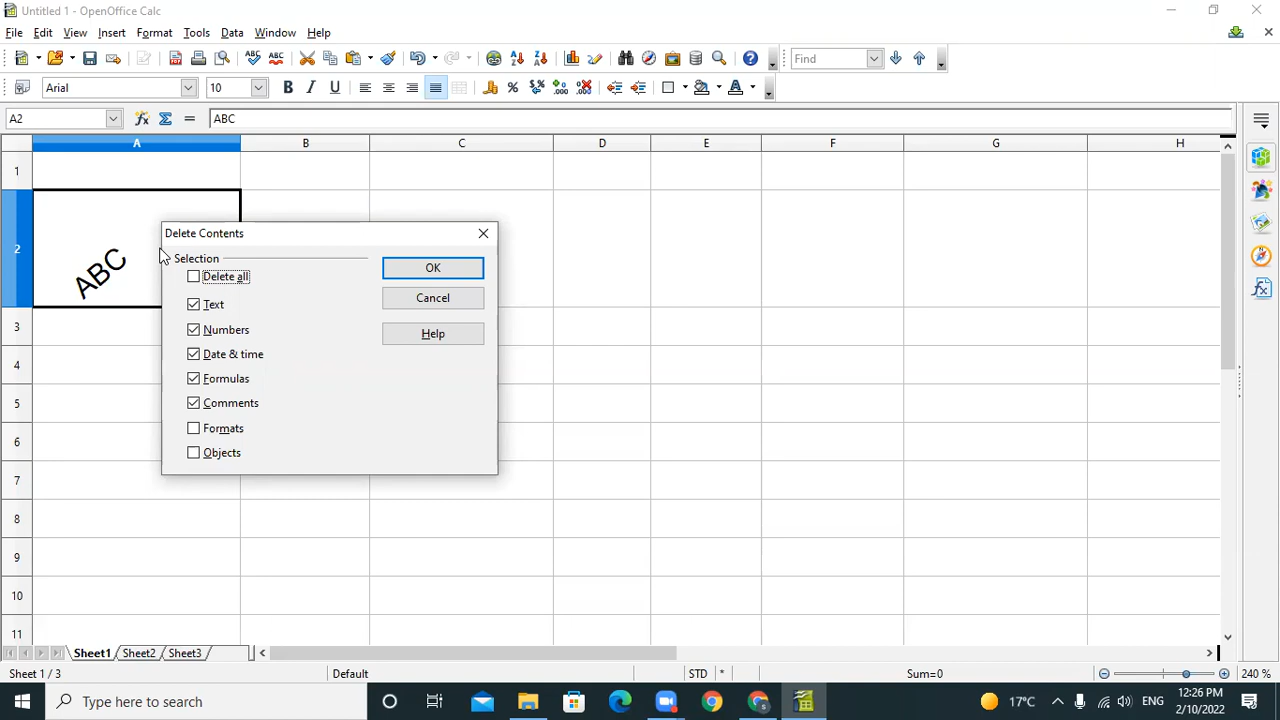 Untitled 1 - OpenOffice Calc
File Edit View Insert Format Tools Data Window Help
Find
Arial 10
A2 ABC
A B C D E F G H
1
2
3
4
5
6
7
8
9
10
11
ABC
Delete Contents
Selection
Delete all
Text
Numbers
Date & time
Formulas
Comments
Formats
Objects
OK
Cancel
Help
Sheet1 Sheet2 Sheet3
Sheet 1 / 3 Default STD * Sum=0 240 %
Type here to search
17°C ENG 12:26 PM
2/10/2022